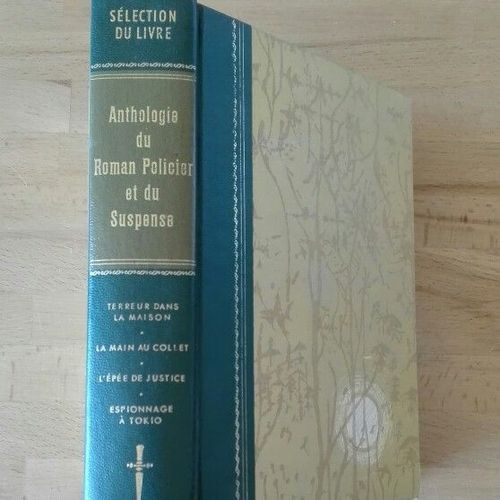 SÉLECTION
DU LIVRE
Anthologie
du
Roman Policier
et du
Suspense
TERREUR DANS
LA MAISON
•
LA MAIN AU COLLET
•
L'ÉPÉE DE JUSTICE
•
ESPIONNAGE
À TOKIO